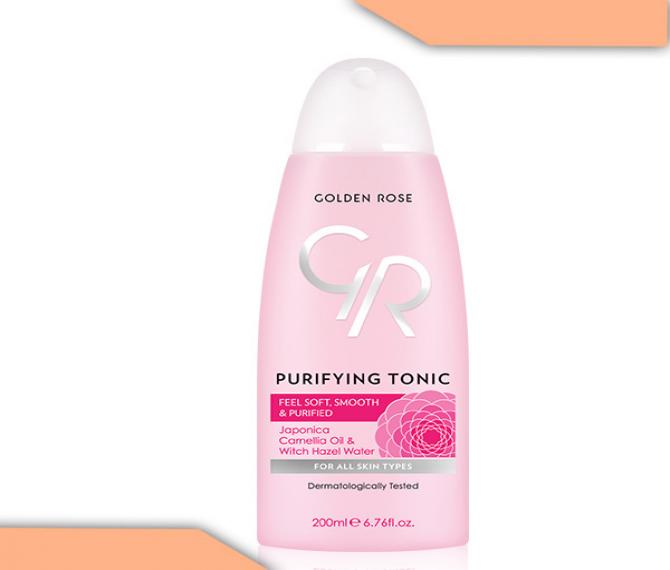 GOLDEN ROSE
GR
PURIFYING TONIC
FEEL SOFT, SMOOTH
& PURIFIED
Japonica
Camellia Oil &
Witch Hazel Water
FOR ALL SKIN TYPES
Dermatologically Tested
200ml ℮ 6.76fl.oz.